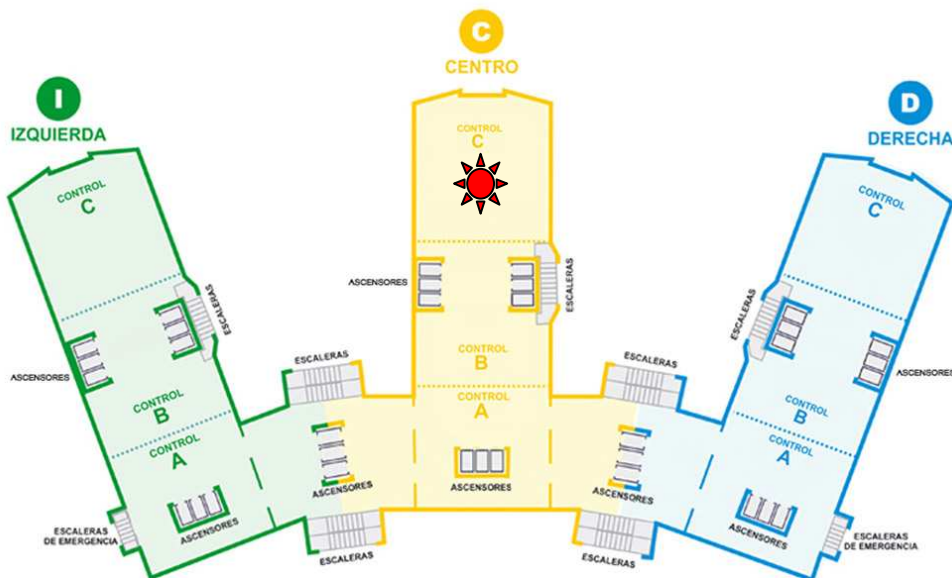 C
CENTRO
I
IZQUIERDA
D
DERECHA
CONTROL
C
CONTROL
C
CONTROL
C
ASCENSORES
ESCALERAS
ESCALERAS
ESCALERAS
ASCENSORES
ASCENSORES
ESCALERAS
CONTROL
B
ESCALERAS
CONTROL
B
CONTROL
B
CONTROL
A
CONTROL
A
CONTROL
A
ASCENSORES
ASCENSORES
ASCENSORES
ESCALERAS
DE EMERGENCIA
ASCENSORES
ASCENSORES
ESCALERAS
DE EMERGENCIA
ESCALERAS
ESCALERAS